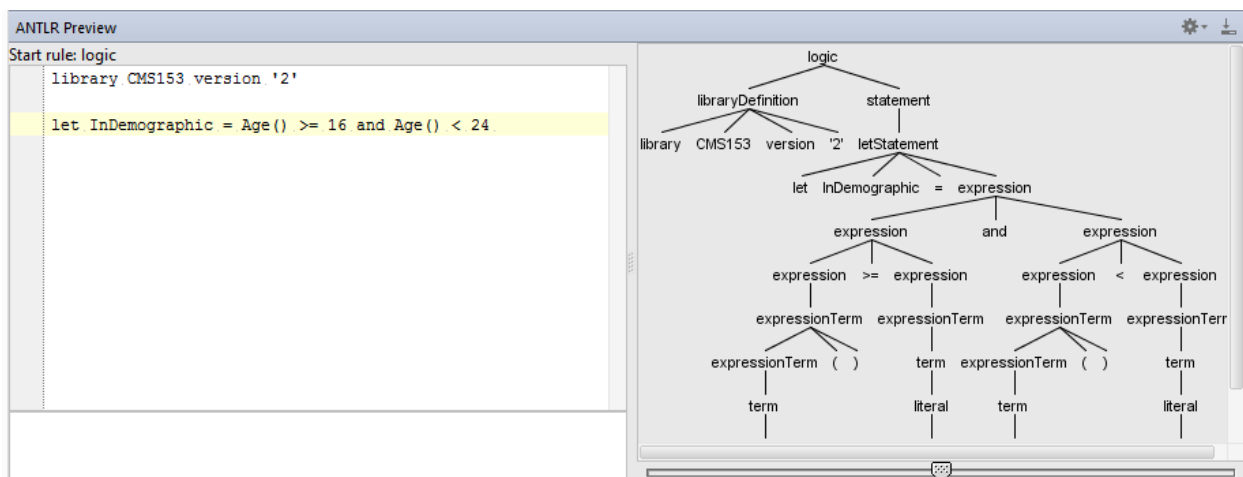 ANTLR Preview
Start rule: logic
library CMS153 version '2'
let InDemographic = Age() >= 16 and Age() < 24
logic
libraryDefinition statement
library CMS153 version '2' letStatement
let InDemographic = expression
expression and expression
expression >= expression expression < expression
expressionTerm expressionTerm expressionTerm expressionTerr
expressionTerm ( ) term expressionTerm ( ) term
term literal term literal